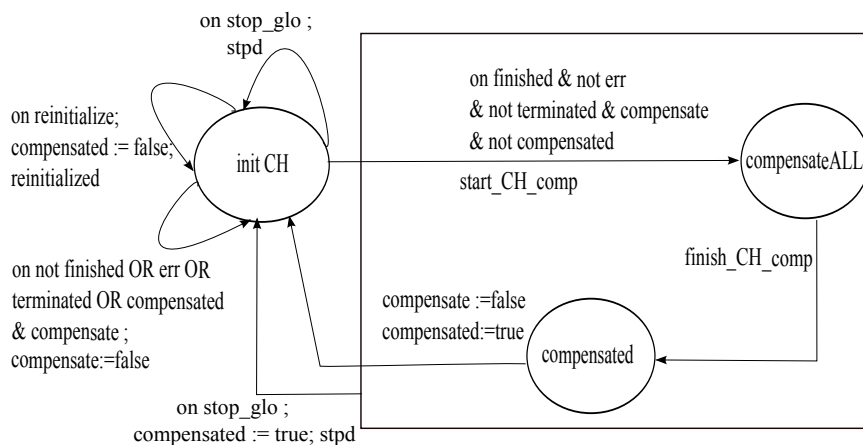 on stop_glo ;
stpd
on reinitialize;
compensated := false;
reinitialized
init CH
on finished & not err
& not terminated & compensate
& not compensated
start_CH_comp
compensateALL
finish_CH_comp
on not finished OR err OR
terminated OR compensated
& compensate ;
compensate:=false
compensate :=false
compensated:=true
compensated
on stop_glo ;
compensated := true; stpd